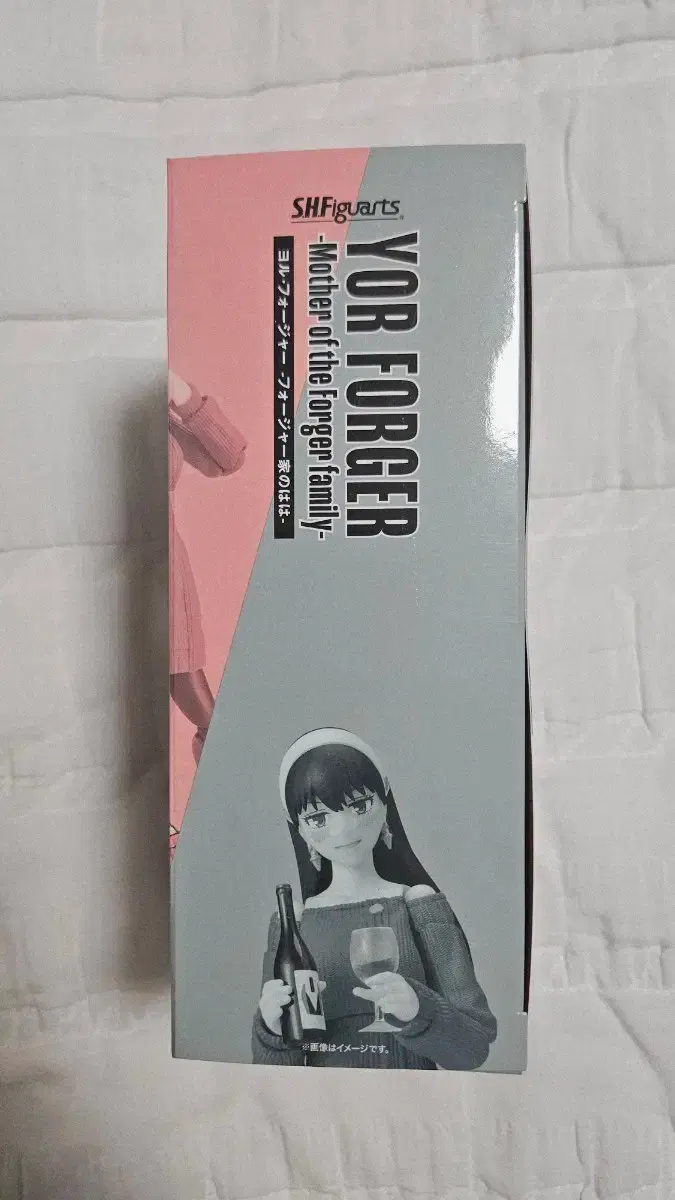 S.H.Figuarts
YOR FORGER
-Mother of the Forger family-
ヨル・フォージャー -フォージャー家のはは-
※画像はイメージです。